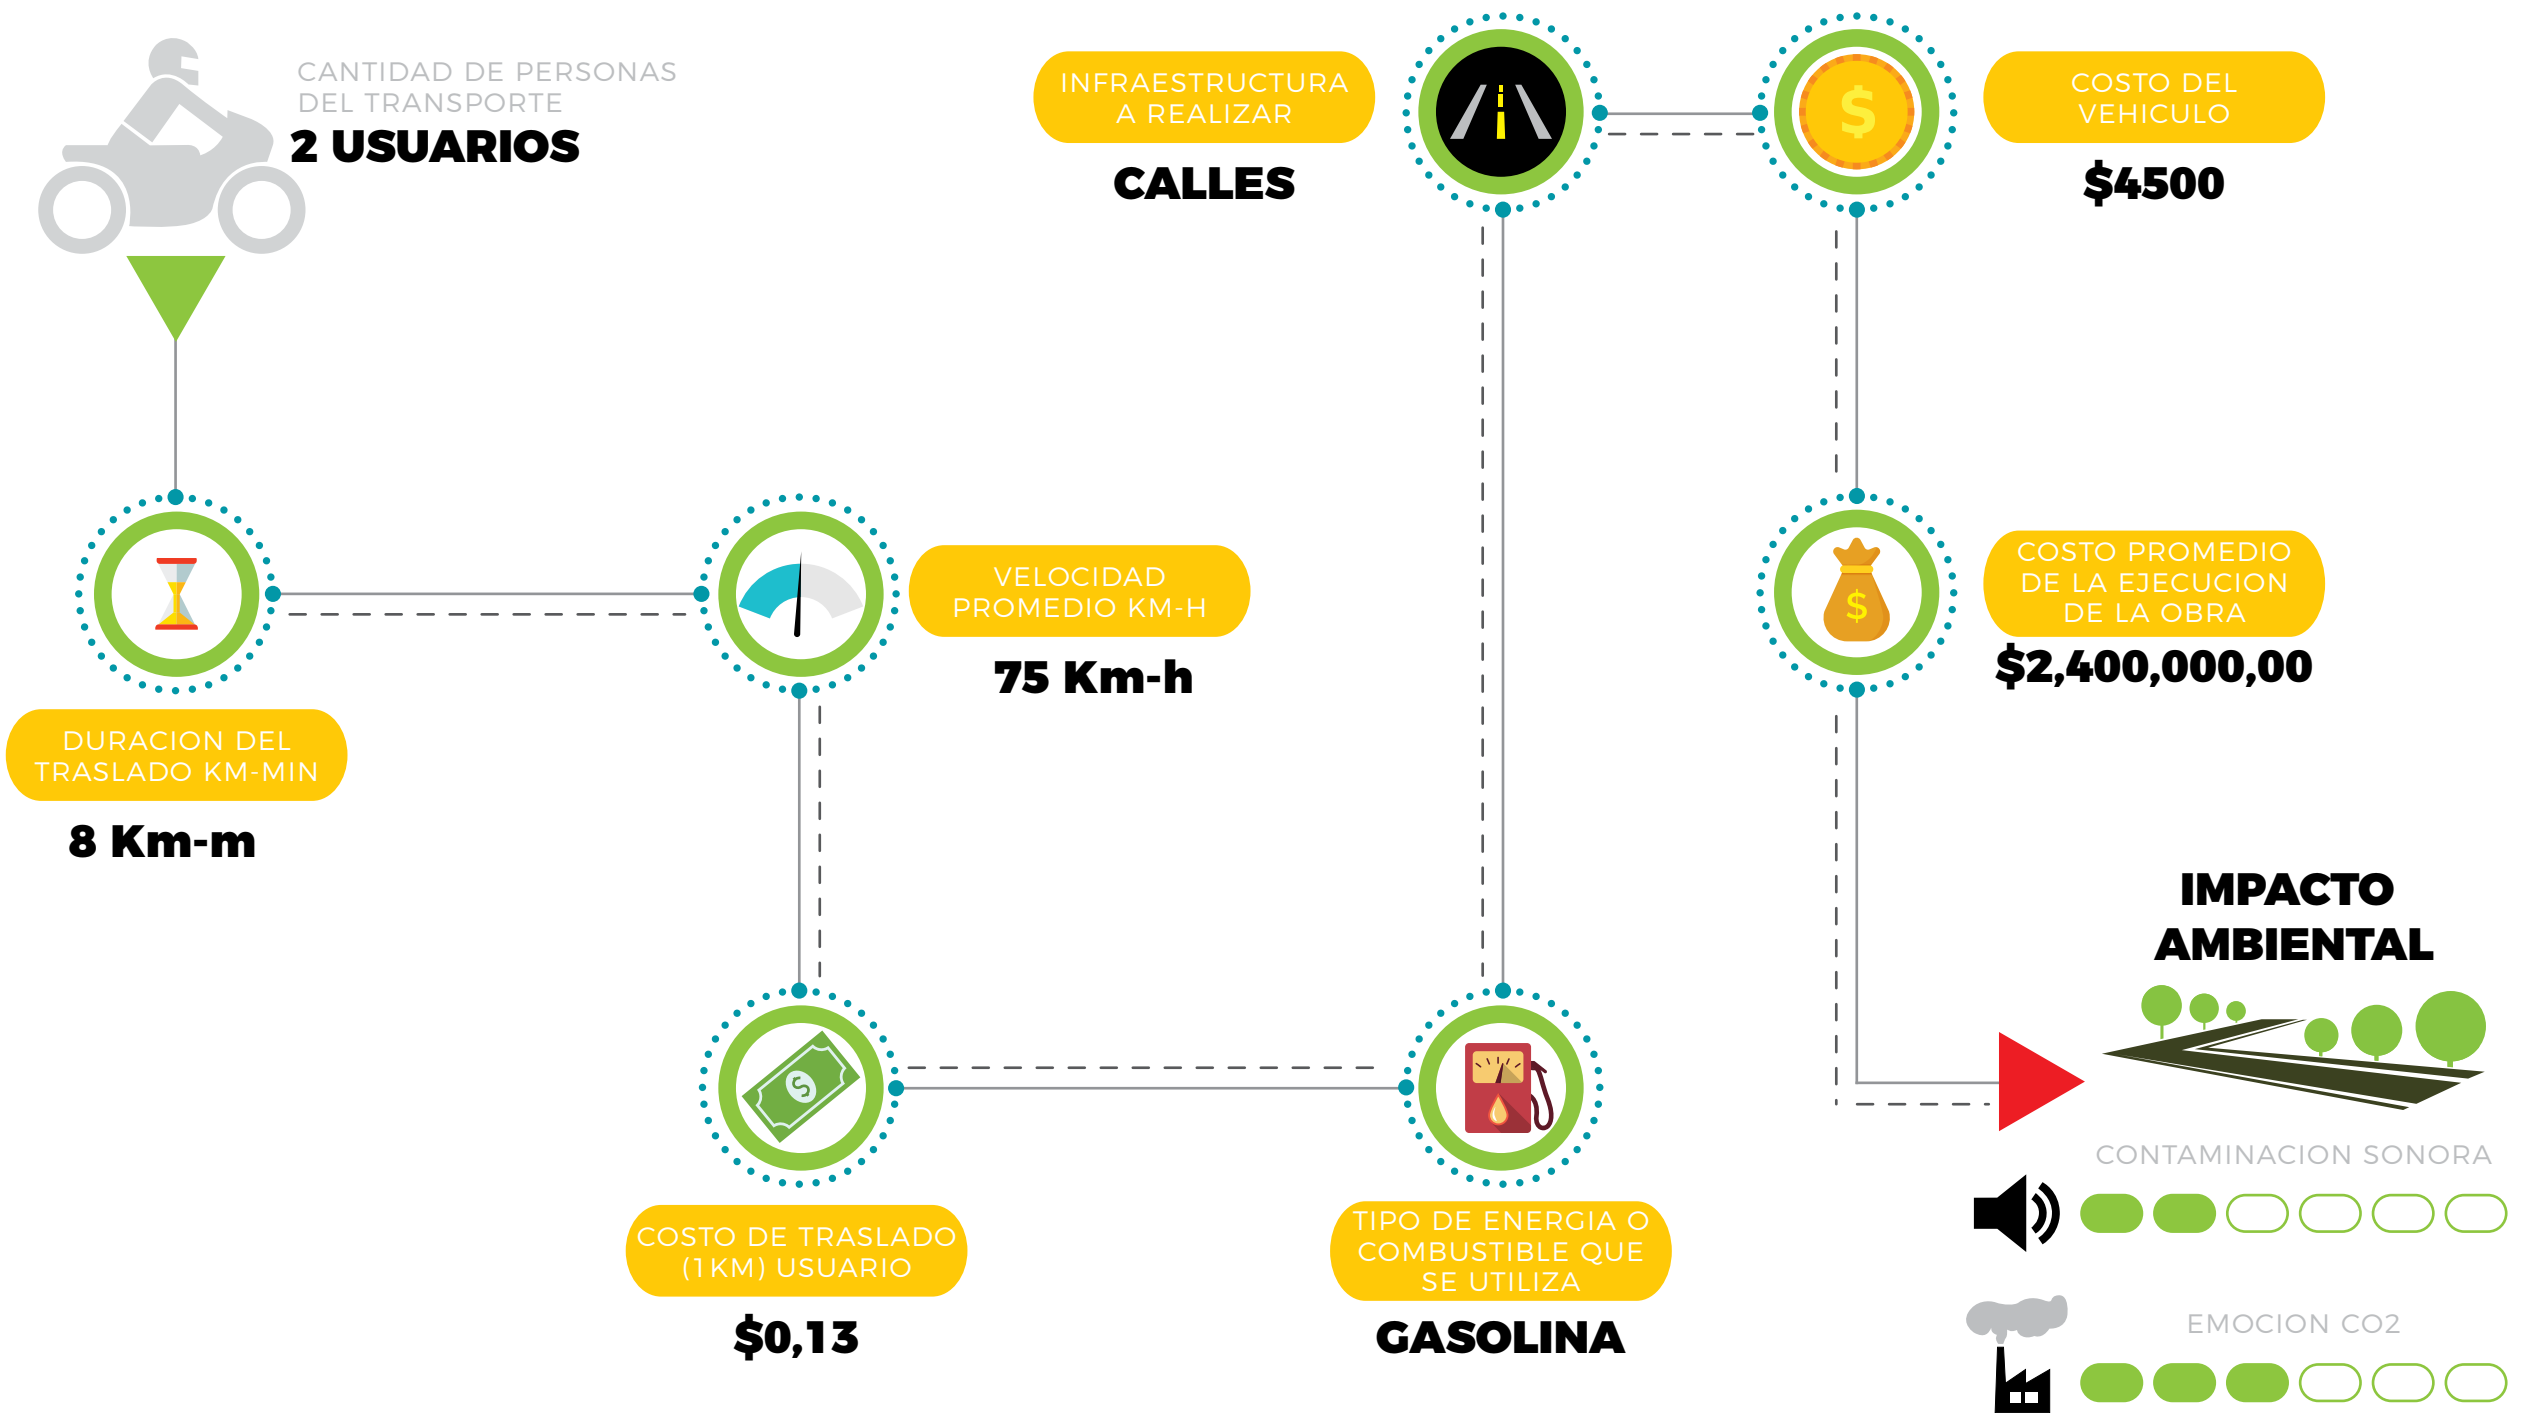 CANTIDAD DE PERSONAS
DEL TRANSPORTE
2 USUARIOS
DURACION DEL
TRASLADO KM-MIN
8 Km-m
VELOCIDAD
PROMEDIO KM-H
75 Km-h
COSTO DE TRASLADO
(1KM) USUARIO
$0,13
TIPO DE ENERGIA O
COMBUSTIBLE QUE
SE UTILIZA
GASOLINA
INFRAESTRUCTURA
A REALIZAR
CALLES
$
COSTO DEL
VEHICULO
$4500
$
COSTO PROMEDIO
DE LA EJECUCION
DE LA OBRA
$2,400,000,00
IMPACTO
AMBIENTAL
CONTAMINACION SONORA
EMOCION CO2